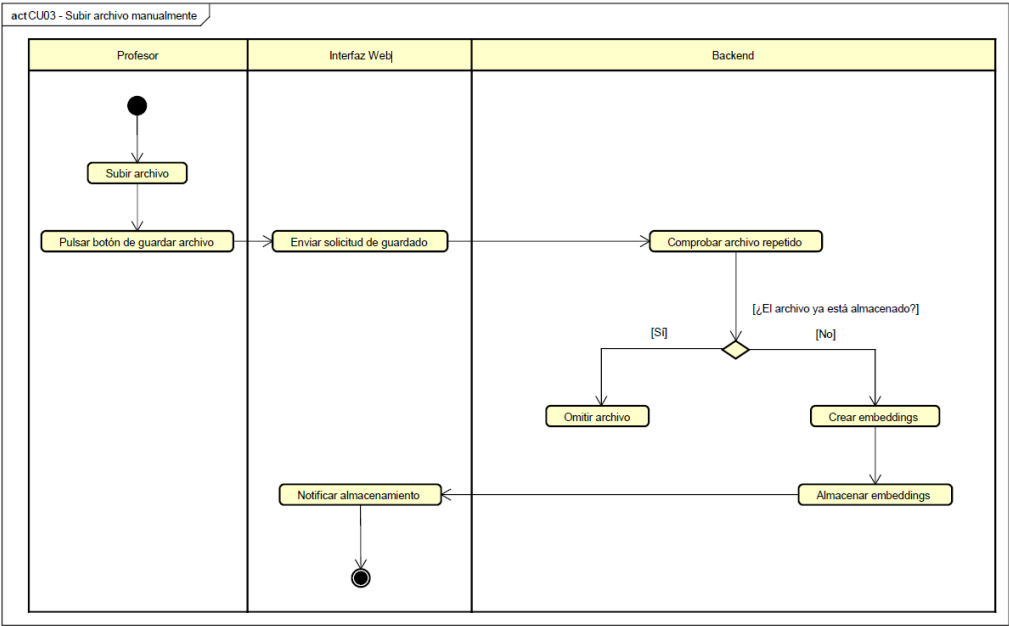 act CU03 - Subir archivo manualmente
Profesor
Interfaz Web
Backend
Subir archivo
Pulsar botón de guardar archivo
Enviar solicitud de guardado
Comprobar archivo repetido
[¿El archivo ya está almacenado?]
[Sí]
[No]
Omitir archivo
Crear embeddings
Notificar almacenamiento
Almacenar embeddings